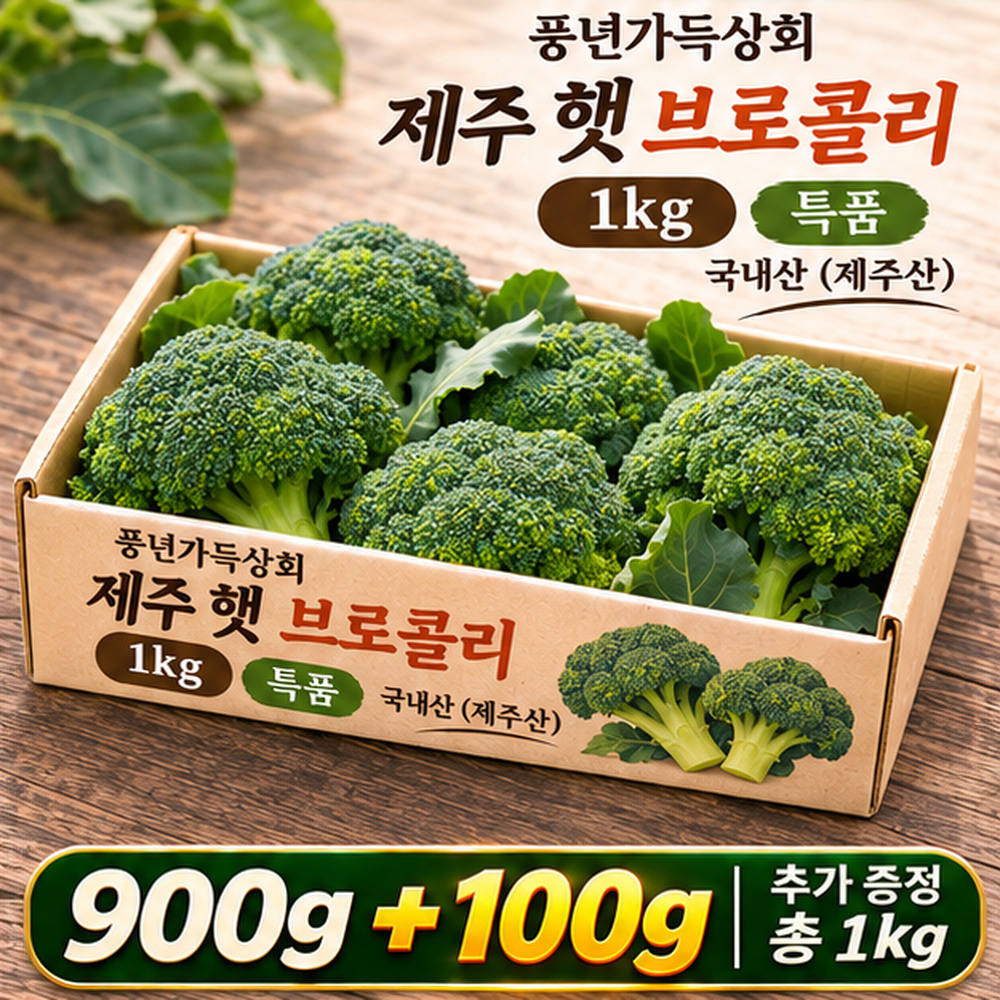 풍년가득상회
제주 햇 브로콜리
1kg 특품
국내산 (제주산)
풍년가득상회
제주 햇 브로콜리
1kg 특품 국내산 (제주산)
900g + 100g 추가 증정
총 1kg